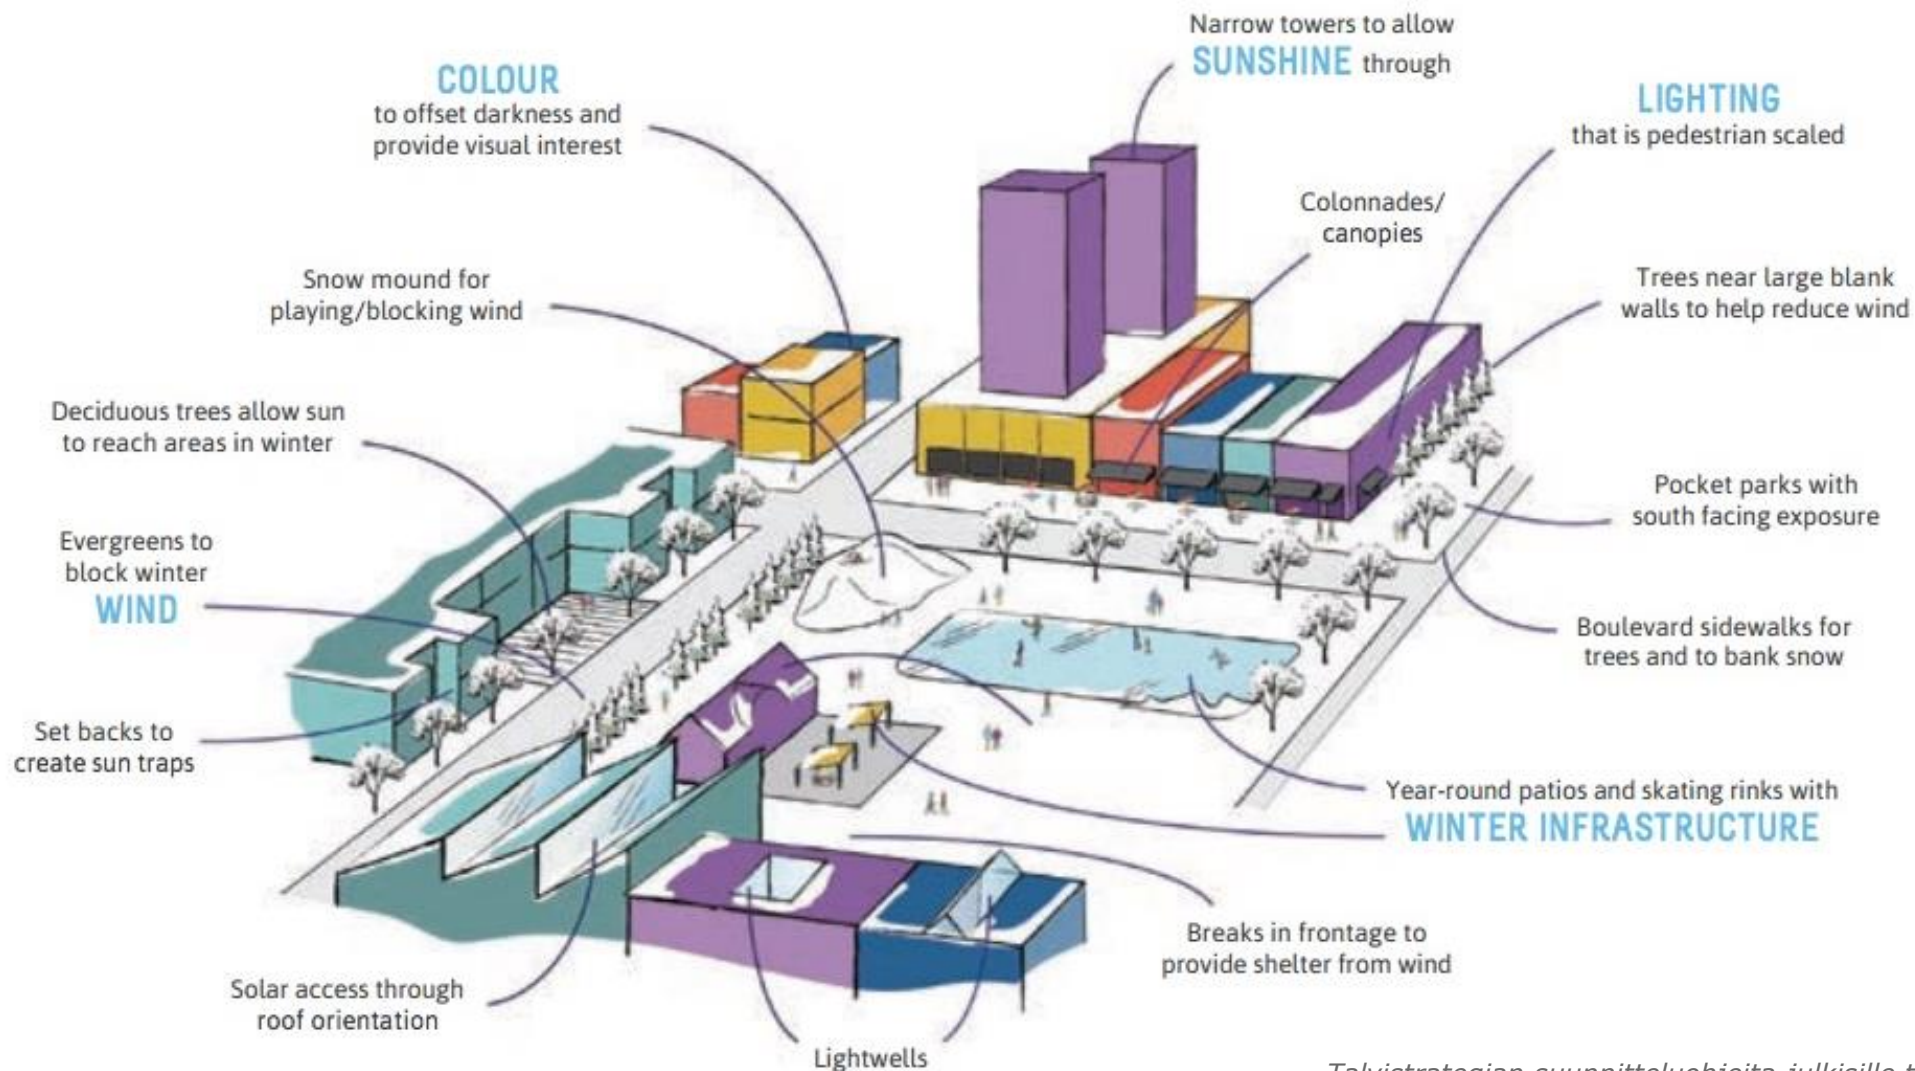 Narrow towers to allow
SUNSHINE through
COLOUR
to offset darkness and
provide visual interest
LIGHTING
that is pedestrian scaled
Colonnades/
canopies
Snow mound for
playing/blocking wind
Trees near large blank
walls to help reduce wind
Deciduous trees allow sun
to reach areas in winter
Pocket parks with
south facing exposure
Evergreens to
block winter
WIND
Boulevard sidewalks for
trees and to bank snow
Set backs to
create sun traps
Year-round patios and skating rinks with
WINTER INFRASTRUCTURE
Breaks in frontage to
provide shelter from wind
Solar access through
roof orientation
Lightwells
Talvistrategian suunnitteluohjeita julkisille